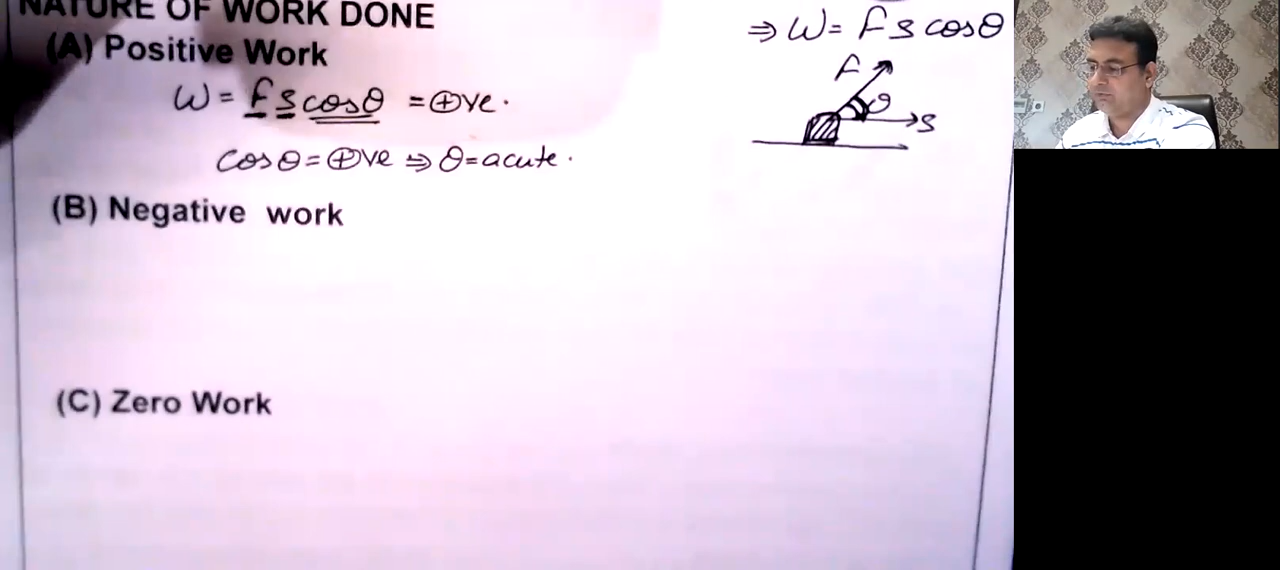 NATURE OF WORK DONE
(A) Positive Work
W = F s cosθ = ⊕ve.
cosθ = ⊕ve ⇒ θ = acute.
(B) Negative work
(C) Zero Work
⇒ W = F s cosθ
F
θ
s